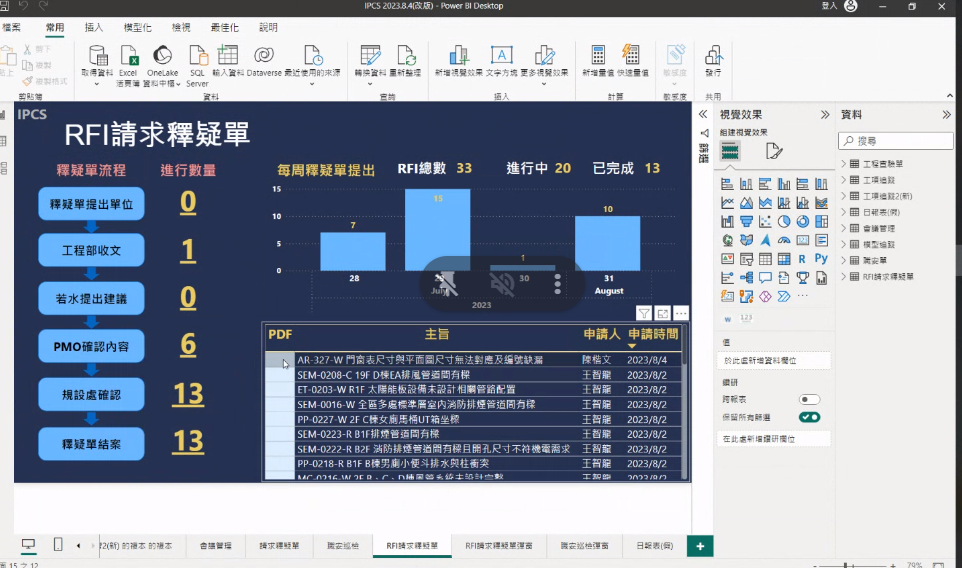 IPCS 2023.8.4(改版) - Power BI Desktop
登入
檔案 常用 插入 模型化 檢視 最佳化 說明
剪下
複製
複製格式
取得資料 Excel 活頁簿 OneLake 資料中樞 SQL Server 輸入資料 Dataverse 最近使用的來源 轉換資料 重新整理 新增視覺效果 文字方塊 更多視覺效果 新增量值 快速量值 敏感度 發行
剪貼簿 資料 查詢 插入 計算 敏感度 共用
IPCS
RFI請求釋疑單
釋疑單流程 進行數量
釋疑單提出單位 0
工程部收文 1
若水提出建議 0
PMO確認內容 6
規設處確認 13
釋疑單結案 13
每周釋疑單提出 RFI總數 33 進行中 20 已完成 13
15
10
5
0
7
15
1
10
28 29 30 31
July August
2023
PDF 主旨 申請人 申請時間
AR-327-W 門窗表尺寸與平面圖尺寸無法對應及編號缺漏 陳楷文 2023/8/4
SEM-0208-C 19F D棟EA排風管道間有樑 王智龍 2023/8/2
ET-0203-W R1F 太陽能板設備未設計相關管路配置 王智龍 2023/8/2
SEM-0016-W 全區多處標準層室內消防排煙管道間有樑 王智龍 2023/8/2
PP-0227-W 2F C棟女廁馬桶UT箱坐樑 王智龍 2023/8/2
SEM-0223-R B1F排煙管道間有樑 王智龍 2023/8/2
SEM-0222-R B2F 消防排煙管道間有樑且開孔尺寸不符機電需求 王智龍 2023/8/2
PP-0218-R B1F B棟男廁小便斗排水與柱衝突 王智龍 2023/8/2
MC-0216-W 2F B、C、D棟風管系統未設計完整 王智龍 2023/8/2
篩選
視覺效果
組建視覺效果
R Py
123
值
於此處新增資料欄位
鑽研
跨報表
保留所有篩選
在此處新增鑽研欄位
資料
搜尋
工程查驗單
工項追蹤
工項追蹤2(新)
日報表(例)
會議管理
模型追蹤
職安單
RFI請求釋疑單
2(新) 的複本 的複本 會議管理 請求釋疑單 職安巡檢 RFI請求釋疑單 RFI請求釋疑單彈窗 職安巡檢彈窗 日報表(例)
15 之 12
79%